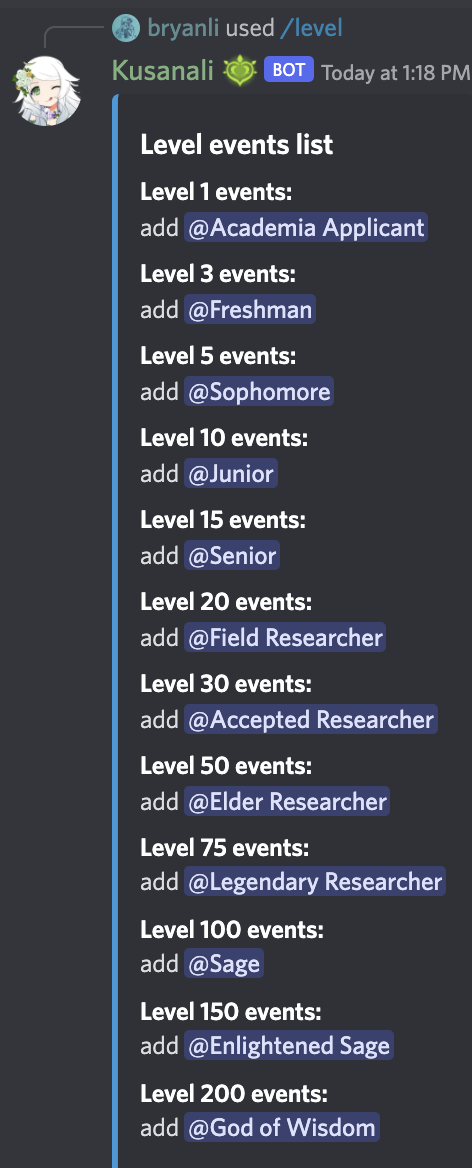 bryanli used /level
Kusanali BOT Today at 1:18 PM
Level events list
Level 1 events:
add @Academia Applicant
Level 3 events:
add @Freshman
Level 5 events:
add @Sophomore
Level 10 events:
add @Junior
Level 15 events:
add @Senior
Level 20 events:
add @Field Researcher
Level 30 events:
add @Accepted Researcher
Level 50 events:
add @Elder Researcher
Level 75 events:
add @Legendary Researcher
Level 100 events:
add @Sage
Level 150 events:
add @Enlightened Sage
Level 200 events:
add @God of Wisdom